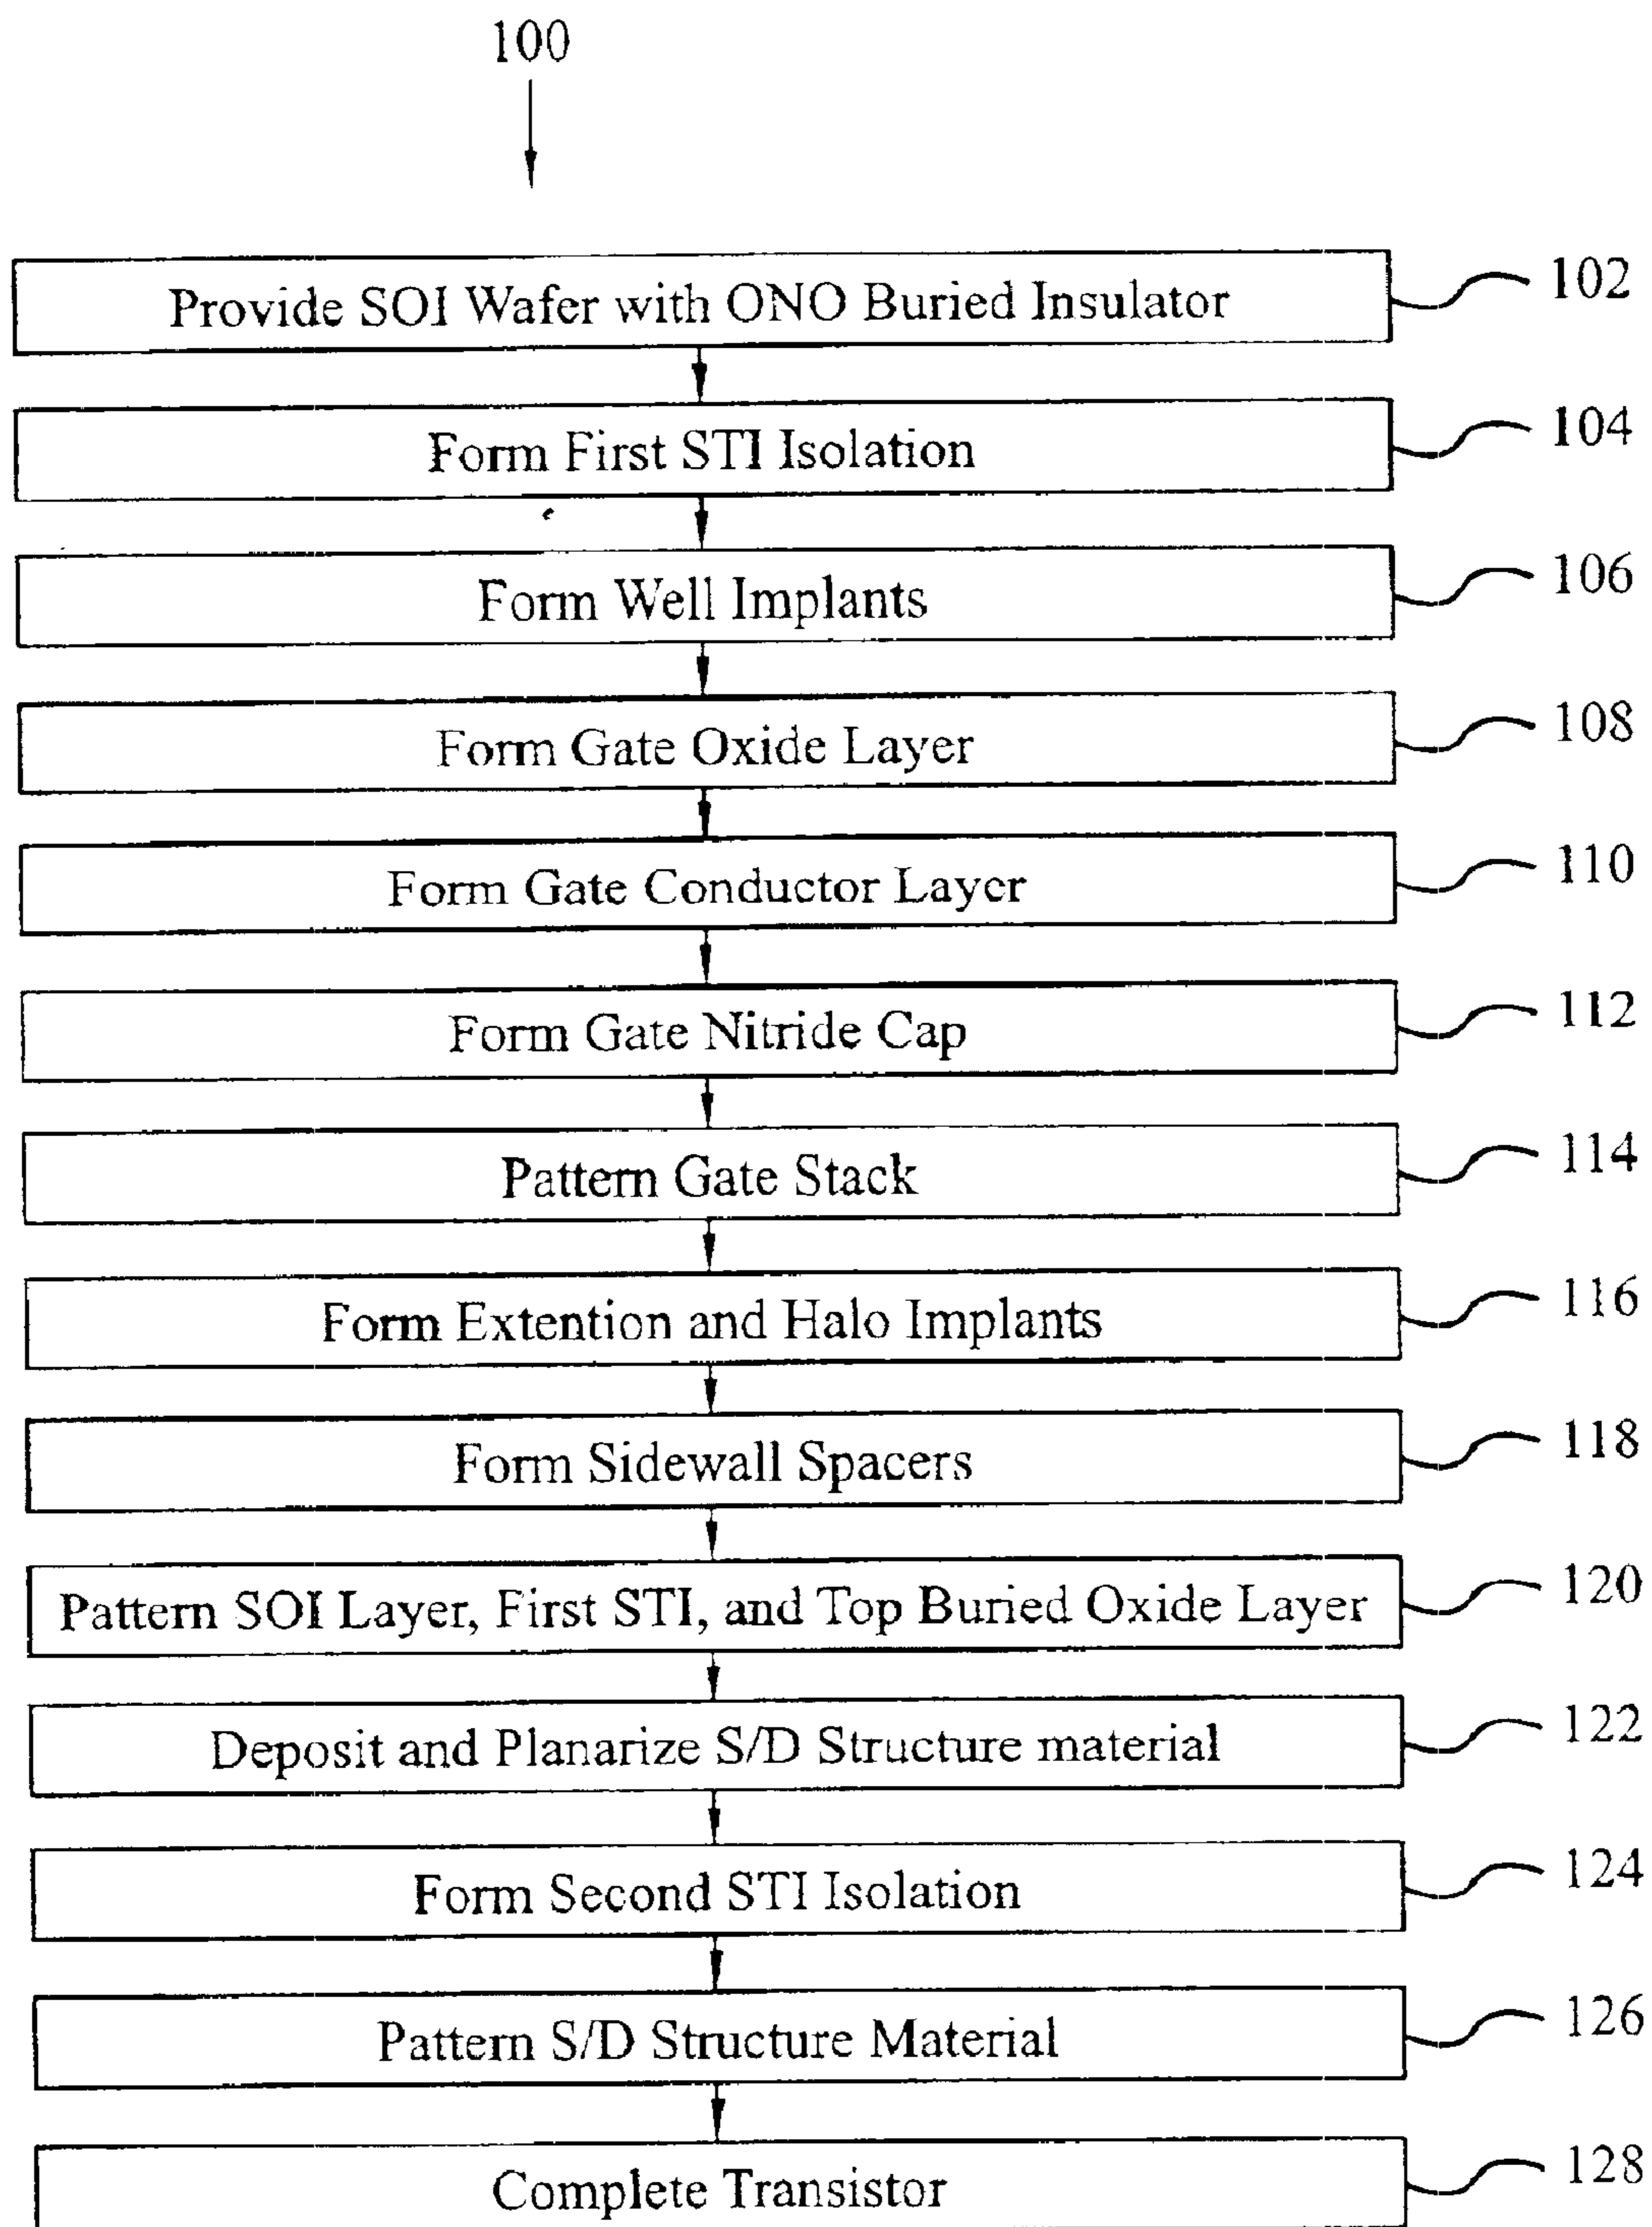 100
Provide SOI Wafer with ONO Buried Insulator 102
Form First STI Isolation 104
Form Well Implants 106
Form Gate Oxide Layer 108
Form Gate Conductor Layer 110
Form Gate Nitride Cap 112
Pattern Gate Stack 114
Form Extention and Halo Implants 116
Form Sidewall Spacers 118
Pattern SOI Layer, First STI, and Top Buried Oxide Layer 120
Deposit and Planarize S/D Structure material 122
Form Second STI Isolation 124
Pattern S/D Structure Material 126
Complete Transistor 128